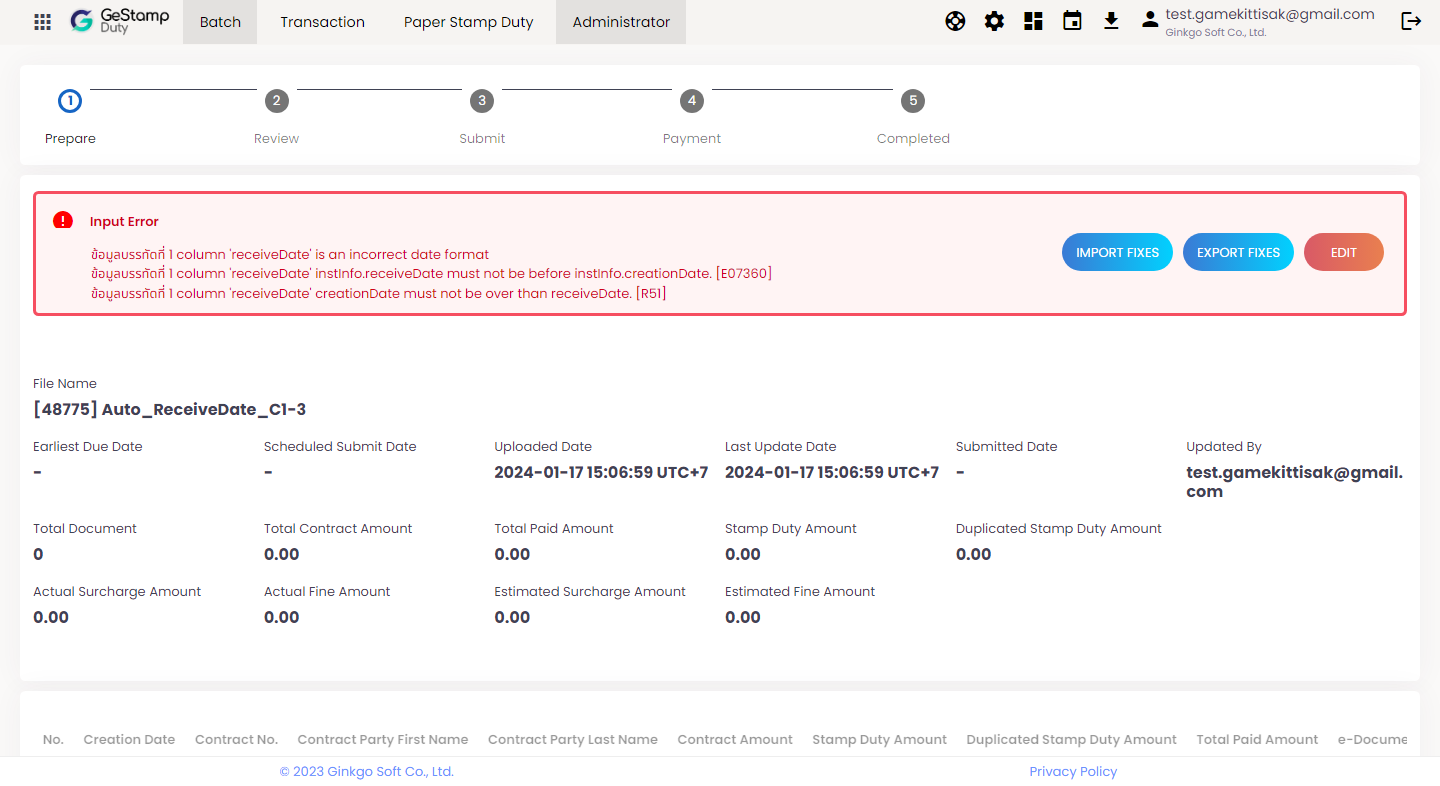 GeStamp
Duty
Batch
Transaction
Paper Stamp Duty
Administrator
test.gamekittisak@gmail.com
Ginkgo Soft Co., Ltd.
1
2
3
4
5
Prepare
Review
Submit
Payment
Completed
Input Error
ข้อมูลบรรทัดที่ 1 column 'receiveDate' is an incorrect date format
ข้อมูลบรรทัดที่ 1 column 'receiveDate' instInfo.receiveDate must not be before instInfo.creationDate. [E07360]
ข้อมูลบรรทัดที่ 1 column 'receiveDate' creationDate must not be over than receiveDate. [R51]
IMPORT FIXES
EXPORT FIXES
EDIT
File Name
[48775] Auto_ReceiveDate_C1-3
Earliest Due Date
-
Scheduled Submit Date
-
Uploaded Date
2024-01-17 15:06:59 UTC+7
Last Update Date
2024-01-17 15:06:59 UTC+7
Submitted Date
-
Updated By
test.gamekittisak@gmail.
com
Total Document
0
Total Contract Amount
0.00
Total Paid Amount
0.00
Stamp Duty Amount
0.00
Duplicated Stamp Duty Amount
0.00
Actual Surcharge Amount
0.00
Actual Fine Amount
0.00
Estimated Surcharge Amount
0.00
Estimated Fine Amount
0.00
No. Creation Date Contract No. Contract Party First Name Contract Party Last Name Contract Amount Stamp Duty Amount Duplicated Stamp Duty Amount Total Paid Amount e-Docume
© 2023 Ginkgo Soft Co., Ltd.
Privacy Policy